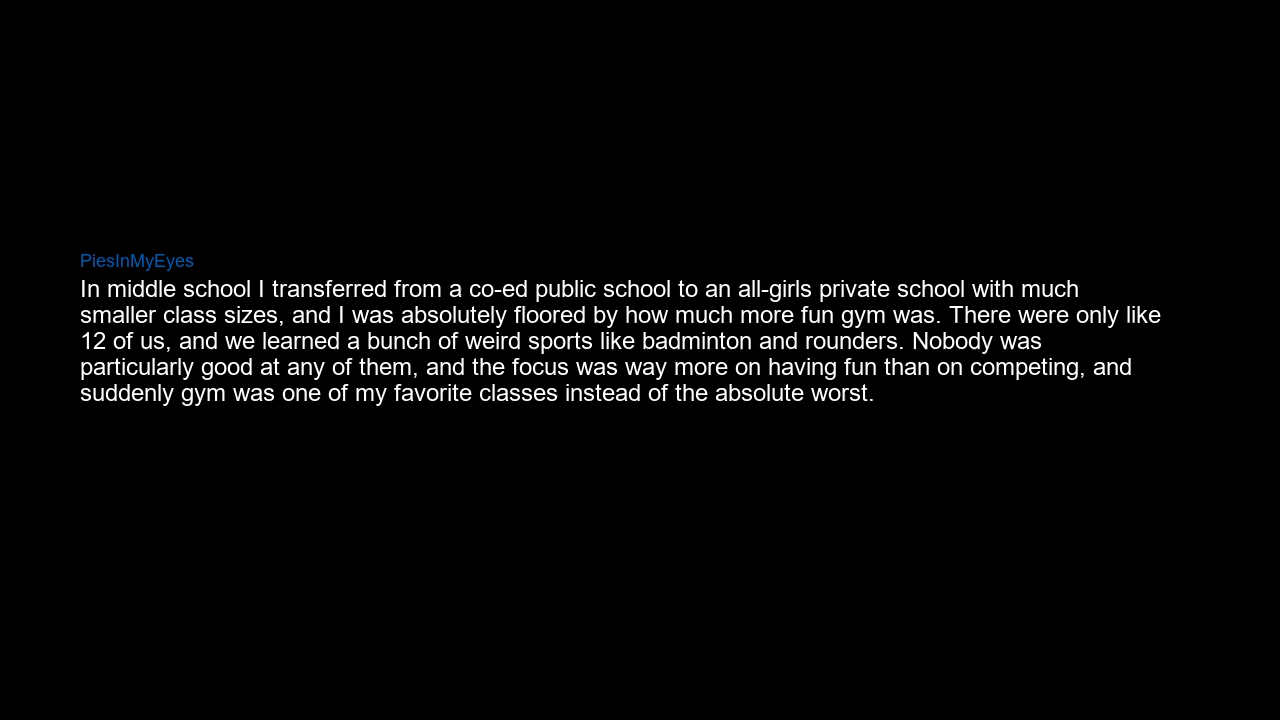 PiesInMyEyes
In middle school I transferred from a co-ed public school to an all-girls private school with much
smaller class sizes, and I was absolutely floored by how much more fun gym was. There were only like
12 of us, and we learned a bunch of weird sports like badminton and rounders. Nobody was
particularly good at any of them, and the focus was way more on having fun than on competing, and
suddenly gym was one of my favorite classes instead of the absolute worst.